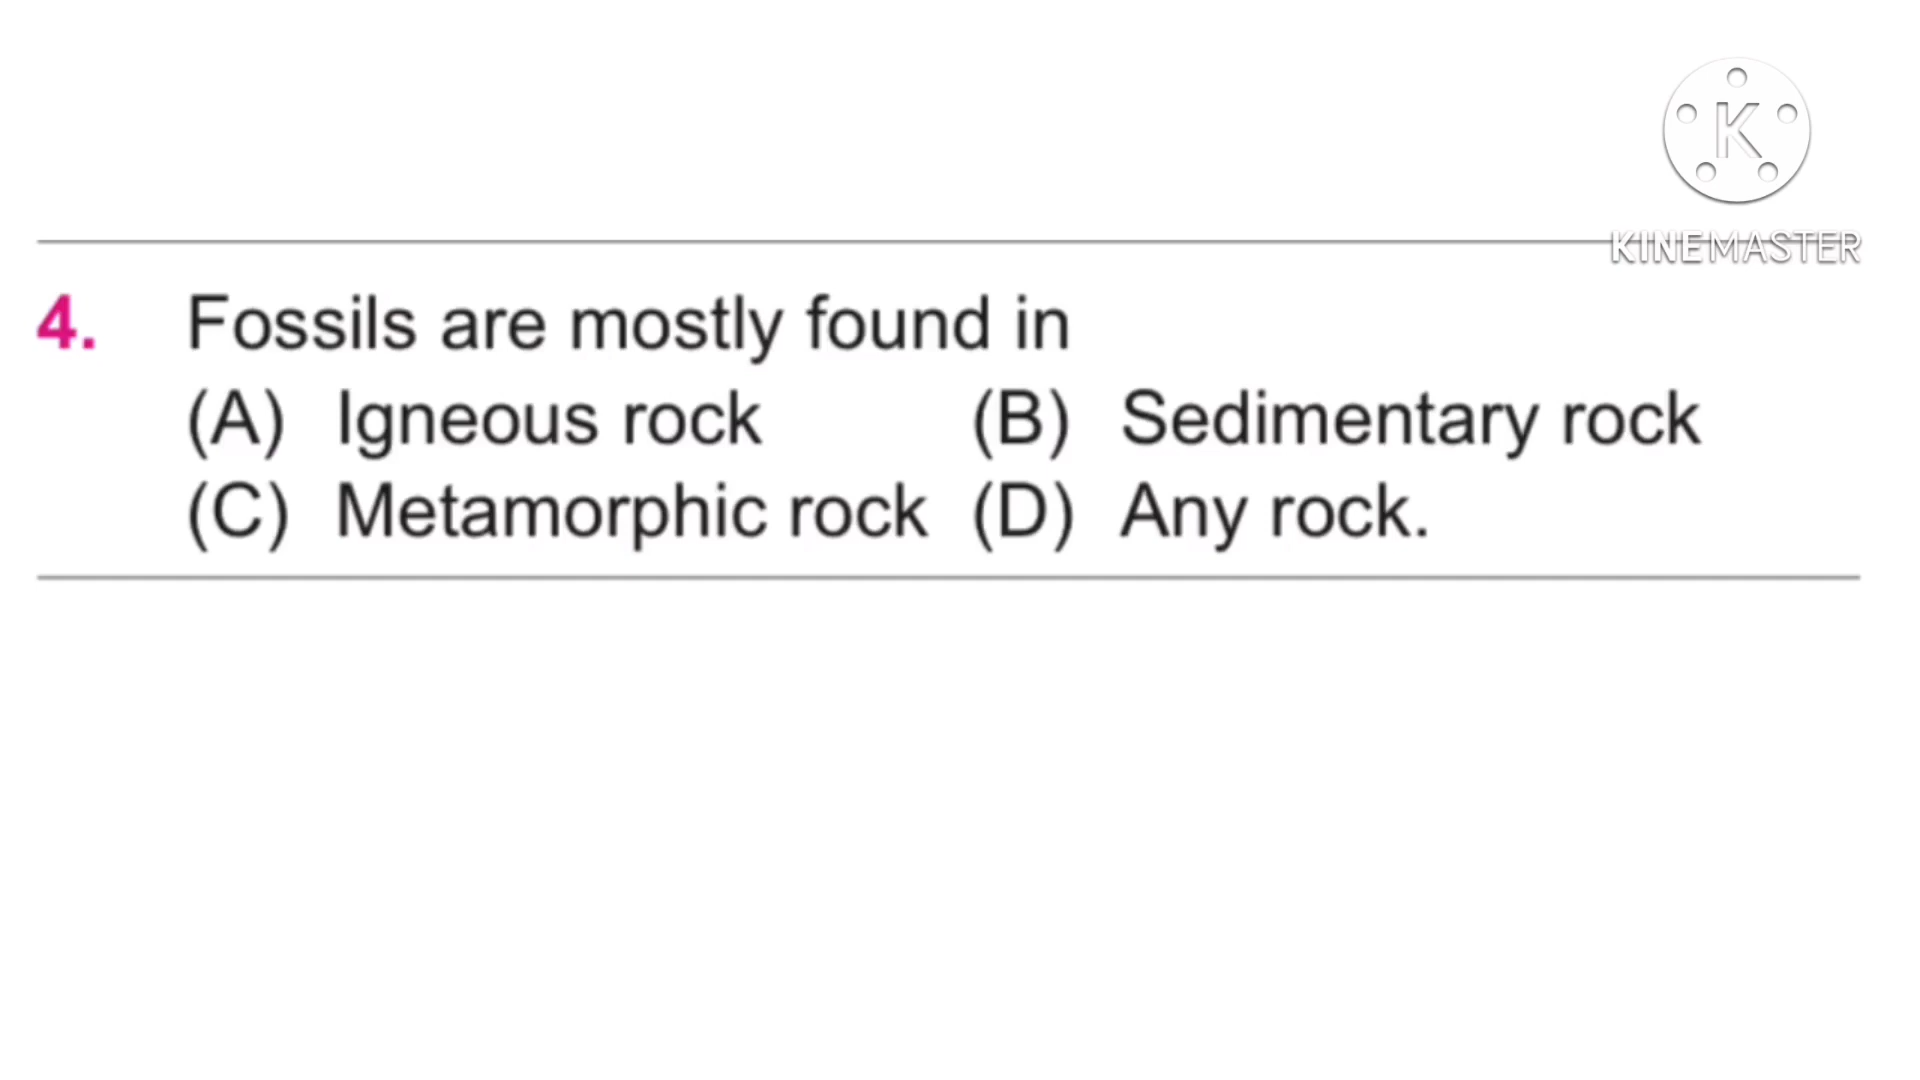 K
KINEMASTER
4. Fossils are mostly found in
(A) Igneous rock (B) Sedimentary rock
(C) Metamorphic rock (D) Any rock.